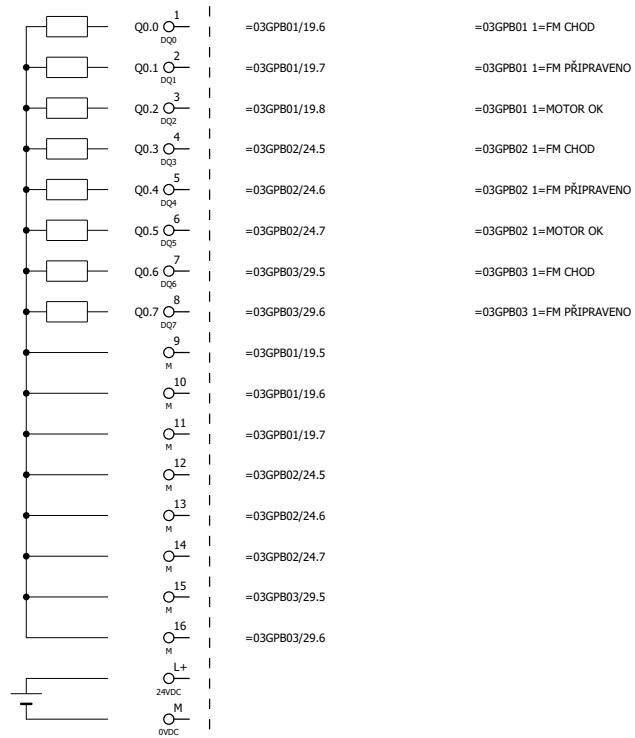 1
Q0.0 =03GPB01/19.6 =03GPB01 1=FM CHOD
DQ0
2
Q0.1 =03GPB01/19.7 =03GPB01 1=FM PŘIPRAVENO
DQ1
3
Q0.2 =03GPB01/19.8 =03GPB01 1=MOTOR OK
DQ2
4
Q0.3 =03GPB02/24.5 =03GPB02 1=FM CHOD
DQ3
5
Q0.4 =03GPB02/24.6 =03GPB02 1=FM PŘIPRAVENO
DQ4
6
Q0.5 =03GPB02/24.7 =03GPB02 1=MOTOR OK
DQ5
7
Q0.6 =03GPB03/29.5 =03GPB03 1=FM CHOD
DQ6
8
Q0.7 =03GPB03/29.6 =03GPB03 1=FM PŘIPRAVENO
DQ7
9
=03GPB01/19.5
M
10
=03GPB01/19.6
M
11
=03GPB01/19.7
M
12
=03GPB02/24.5
M
13
=03GPB02/24.6
M
14
=03GPB02/24.7
M
15
=03GPB03/29.5
M
16
=03GPB03/29.6
M
L+
24VDC
M
0VDC